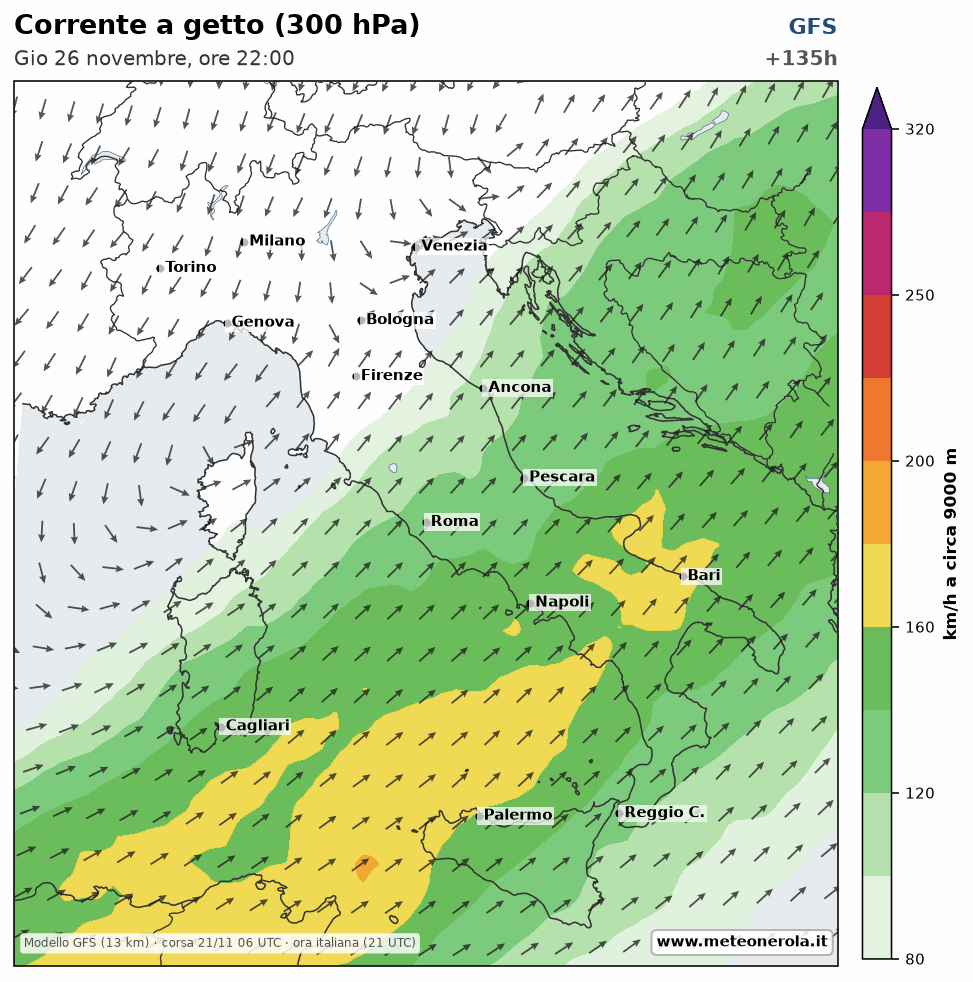 Corrente a getto (300 hPa)
GFS
Gio 26 novembre, ore 22:00
+135h
Milano
Venezia
Torino
Genova
Bologna
Firenze
Ancona
Pescara
Roma
Bari
Napoli
Cagliari
Palermo
Reggio C.
320
250
200
160
120
80
km/h a circa 9000 m
Modello GFS (13 km) · corsa 21/11 06 UTC · ora italiana (21 UTC)
www.meteonerola.it